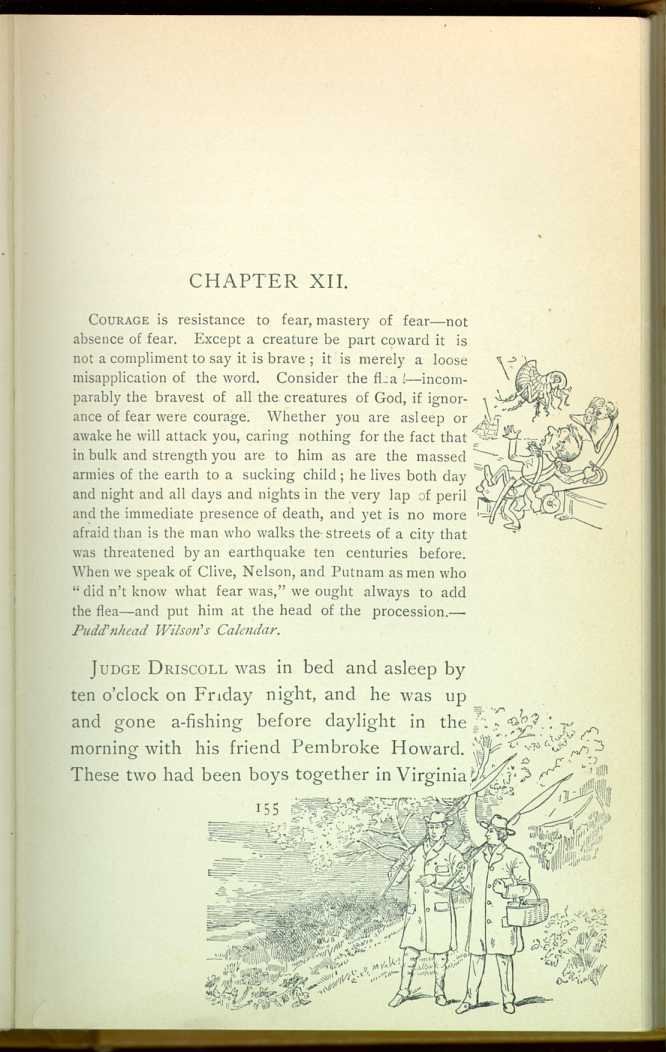 CHAPTER XII.
COURAGE is resistance to fear, mastery of fear—not
absence of fear. Except a creature be part coward it is
not a compliment to say it is brave ; it is merely a loose
misapplication of the word. Consider the flea !—incom-
parably the bravest of all the creatures of God, if ignor-
ance of fear were courage. Whether you are asleep or
awake he will attack you, caring nothing for the fact that
in bulk and strength you are to him as are the massed
armies of the earth to a sucking child ; he lives both day
and night and all days and nights in the very lap of peril
and the immediate presence of death, and yet is no more
afraid than is the man who walks the streets of a city that
was threatened by an earthquake ten centuries before.
When we speak of Clive, Nelson, and Putnam as men who
“ did n't know what fear was,” we ought always to add
the flea—and put him at the head of the procession.—
Pudd'nhead Wilson's Calendar.
JUDGE DRISCOLL was in bed and asleep by
ten o'clock on Friday night, and he was up
and gone a-fishing before daylight in the
morning with his friend Pembroke Howard.
These two had been boys together in Virginia
155